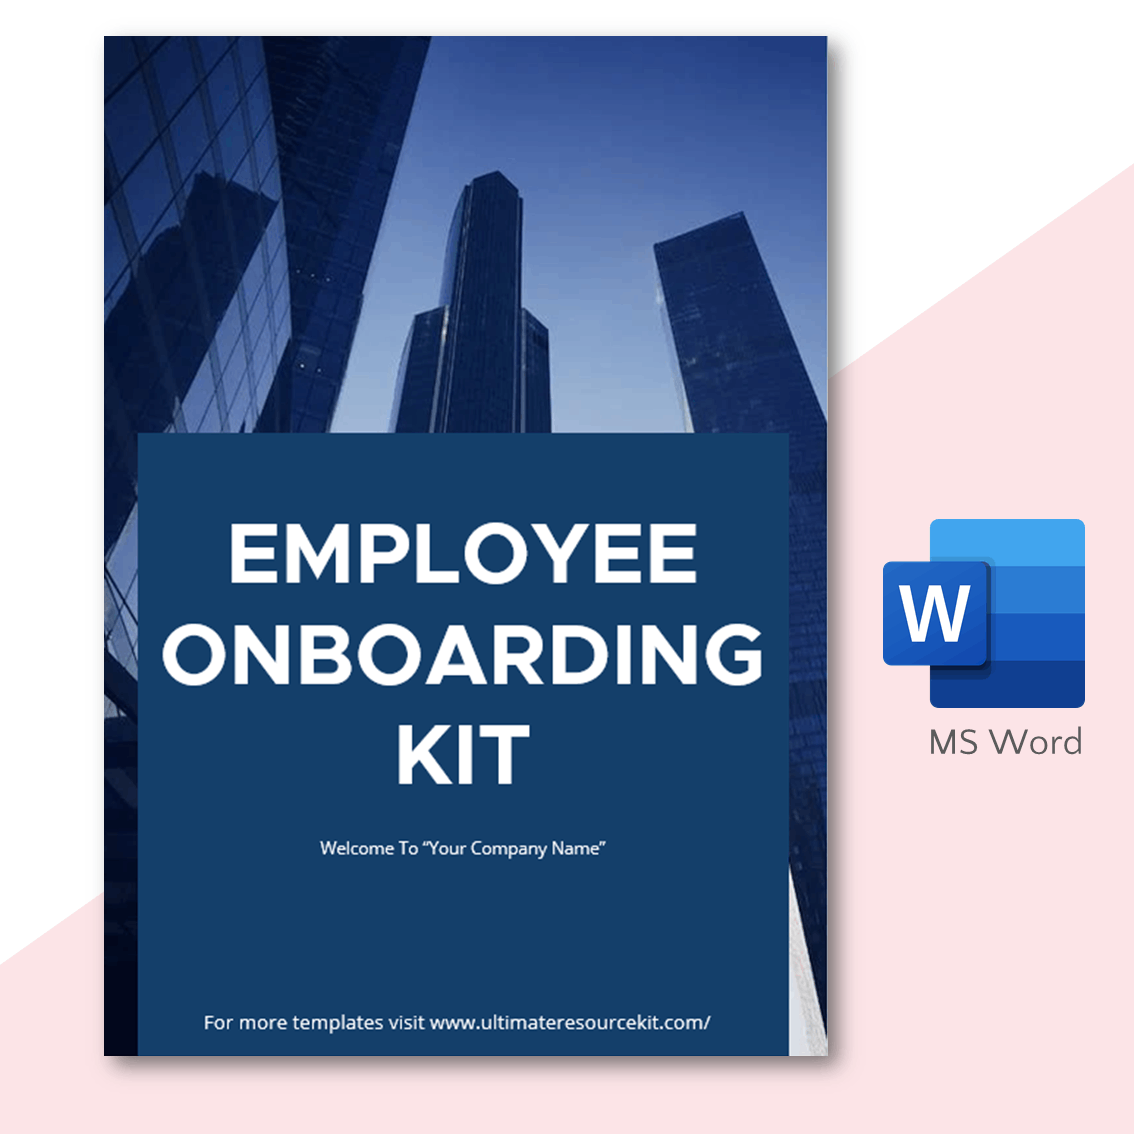 EMPLOYEE
ONBOARDING
KIT
Welcome To “Your Company Name”
For more templates visit www.ultimateresourcekit.com/
W
MS Word